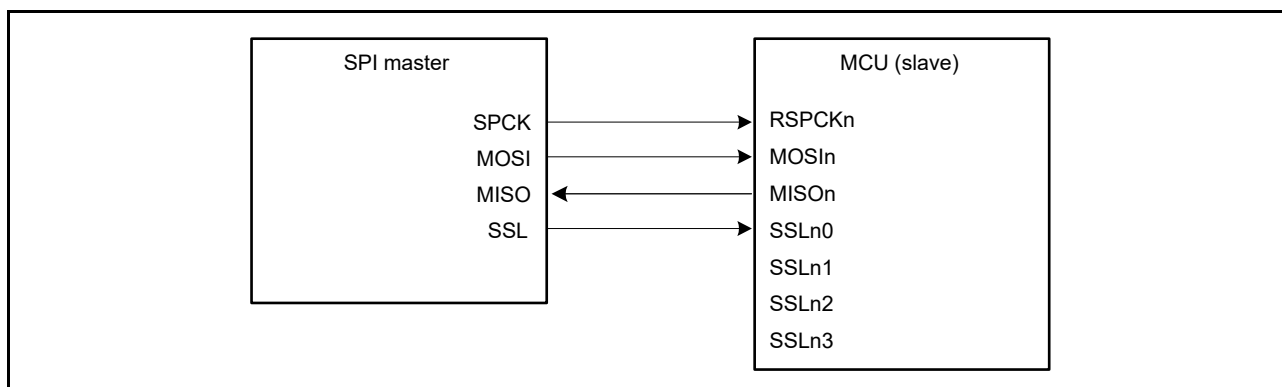 SPI master
SPCK
MOSI
MISO
SSL
MCU (slave)
RSPCKn
MOSIn
MISOn
SSLn0
SSLn1
SSLn2
SSLn3